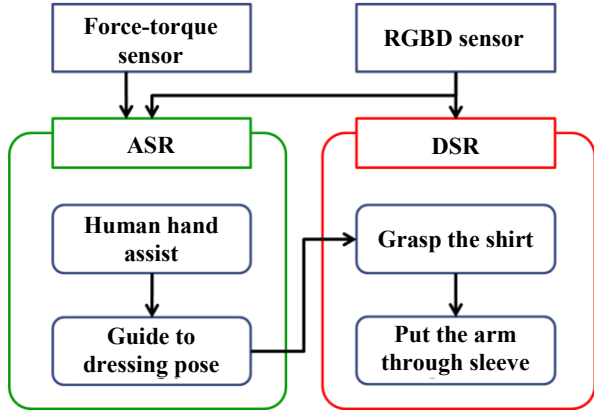 Force-torque
sensor
RGBD sensor
ASR
DSR
Human hand
assist
Grasp the shirt
Guide to
dressing pose
Put the arm
through sleeve